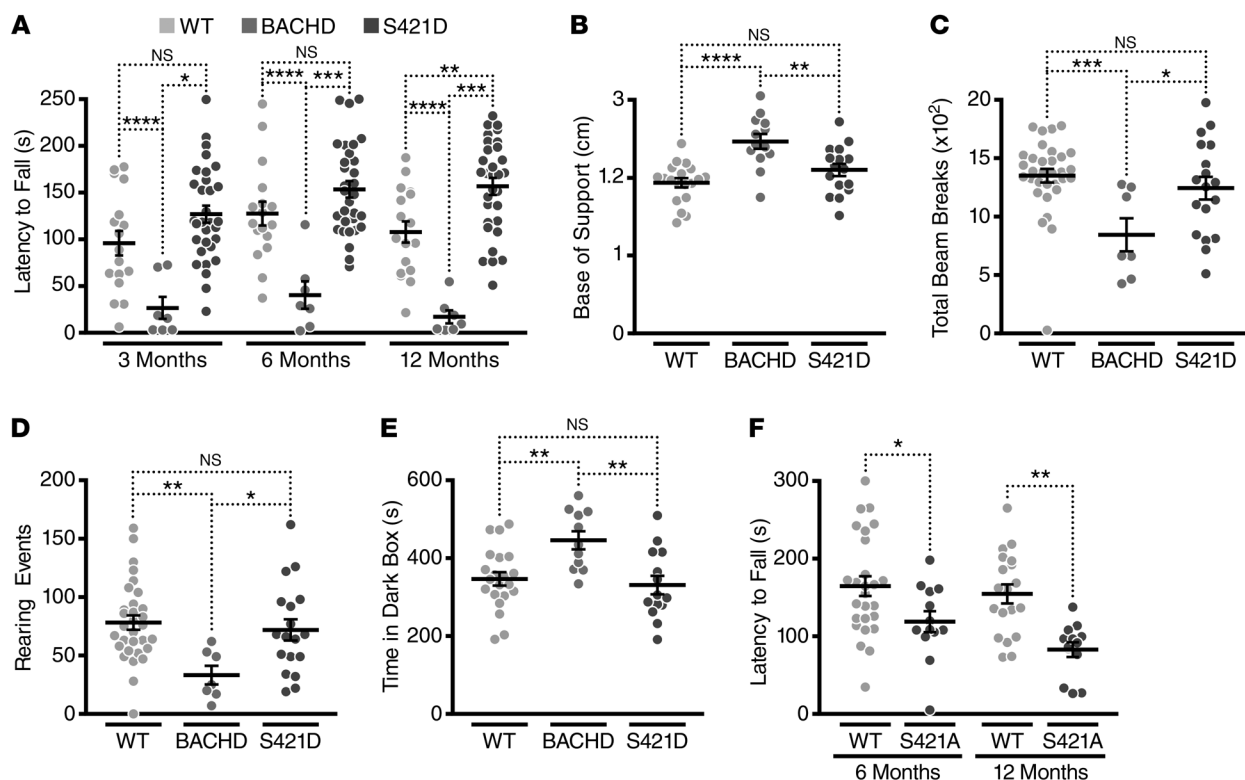 A
WT BACHD S421D
NS NS **
**** * **** *** **** ***
Latency to Fall (s)
250
200
150
100
50
0
3 Months 6 Months 12 Months
B
NS
**** **
Base of Support (cm)
3
12
1
0
WT BACHD S421D
C
NS
*** *
Total Beam Breaks (x10²)
20
15
10
5
0
WT BACHD S421D
D
NS
** *
Rearing Events
200
150
100
50
0
WT BACHD S421D
E
NS
** **
Time in Dark Box (s)
600
400
200
0
WT BACHD S421D
F
* **
Latency to Fall (s)
300
200
100
0
WT S421A WT S421A
6 Months 12 Months